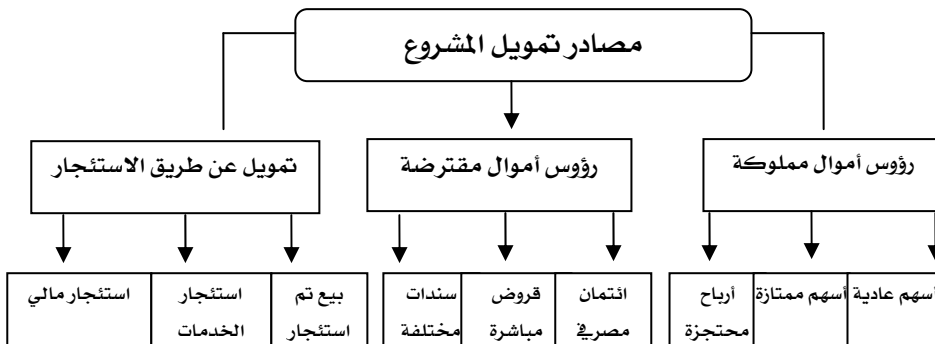 مصادر تمويل المشروع
رؤوس أموال مملوكة
رؤوس أموال مقترضة
تمويل عن طريق الاستئجار
أسهم عادية
أسهم ممتازة
أرباح
محتجزة
ائتمان
مصرفي
قروض
مباشرة
سندات
مختلفة
بيع تم
استئجار
استئجار
الخدمات
استئجار مالي